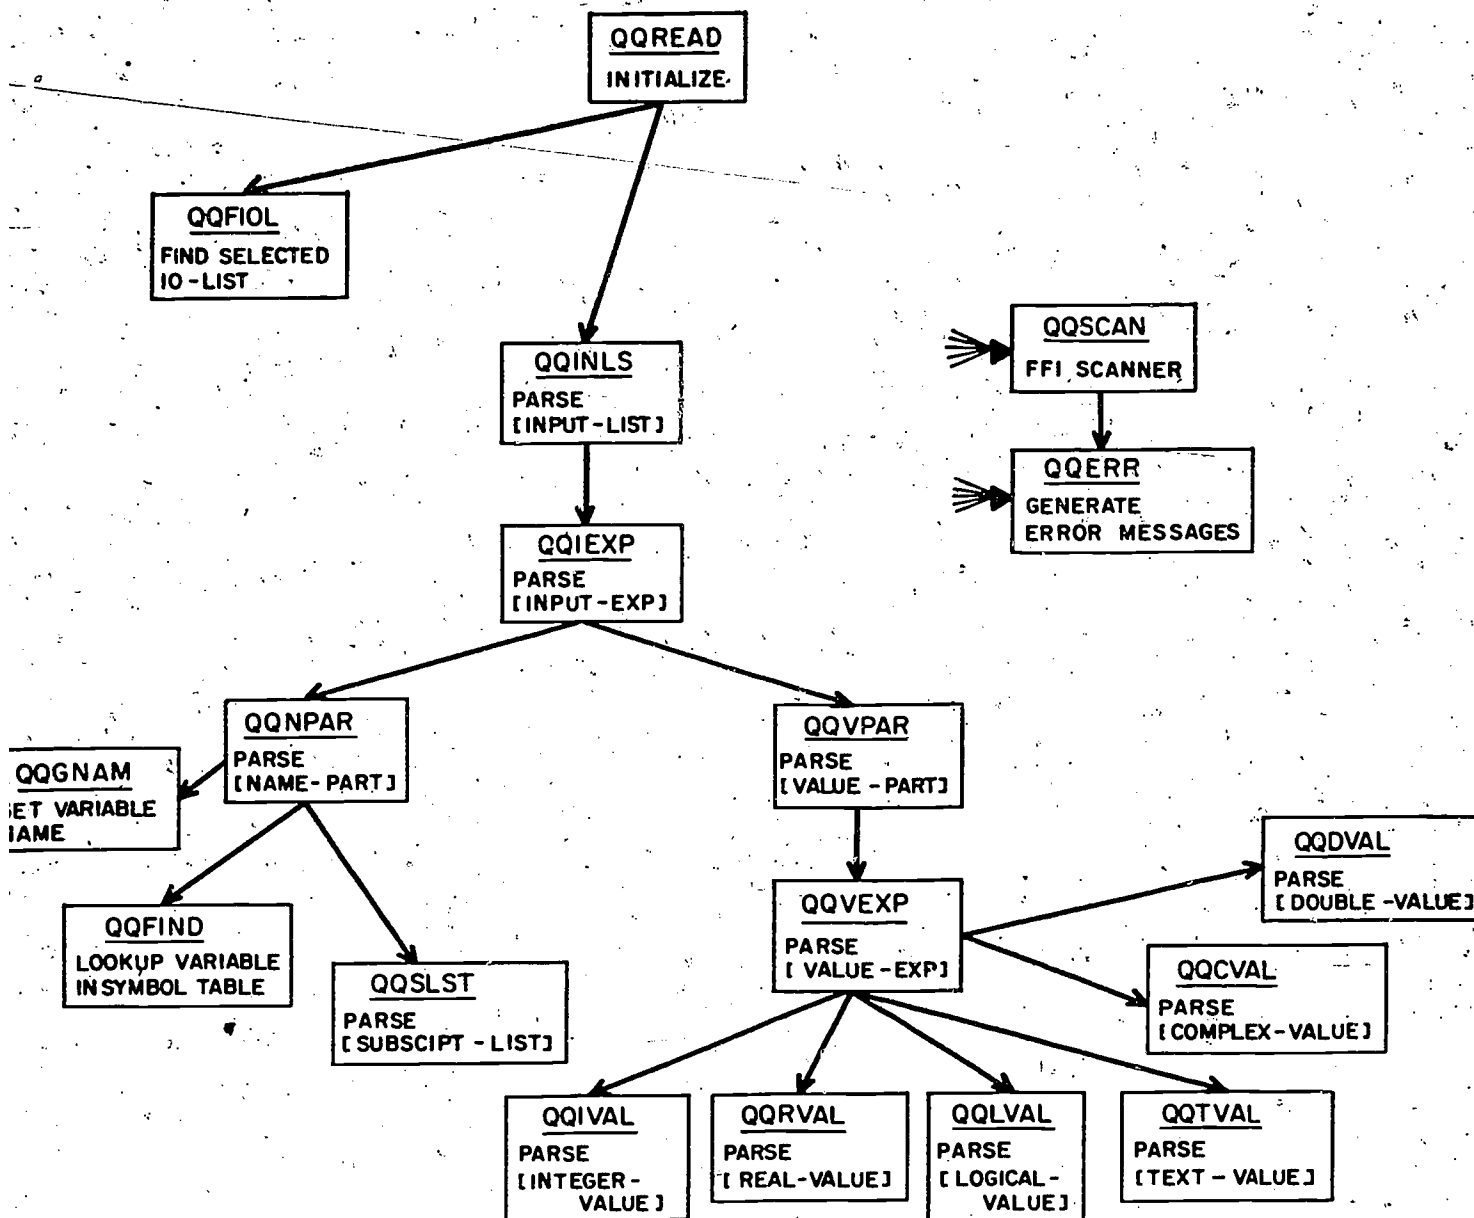 QQREAD
INITIALIZE
QQFIOL
FIND SELECTED
IO-LIST
QQINLS
PARSE
[INPUT-LIST]
QQSCAN
FFI SCANNER
QQERR
GENERATE
ERROR MESSAGES
QQIEXP
PARSE
[INPUT-EXP]
QQNPAR
PARSE
[NAME-PART]
QQGNAM
VARIABLE
QQFIND
LOOKUP VARIABLE
IN SYMBOL TABLE
QQSLST
PARSE
[SUBSCIPT-LIST]
QQVPAR
PARSE
[VALUE-PART]
QQVEXP
PARSE
[VALUE-EXP]
QQDVAL
PARSE
[DOUBLE-VALUE]
QQCVAL
PARSE
[COMPLEX-VALUE]
QQIVAL
PARSE
[INTEGER-
VALUE]
QQRVAL
PARSE
[REAL-VALUE]
QQLVAL
PARSE
[LOGICAL-
VALUE]
QQTVAL
PARSE
[TEXT-VALUE]